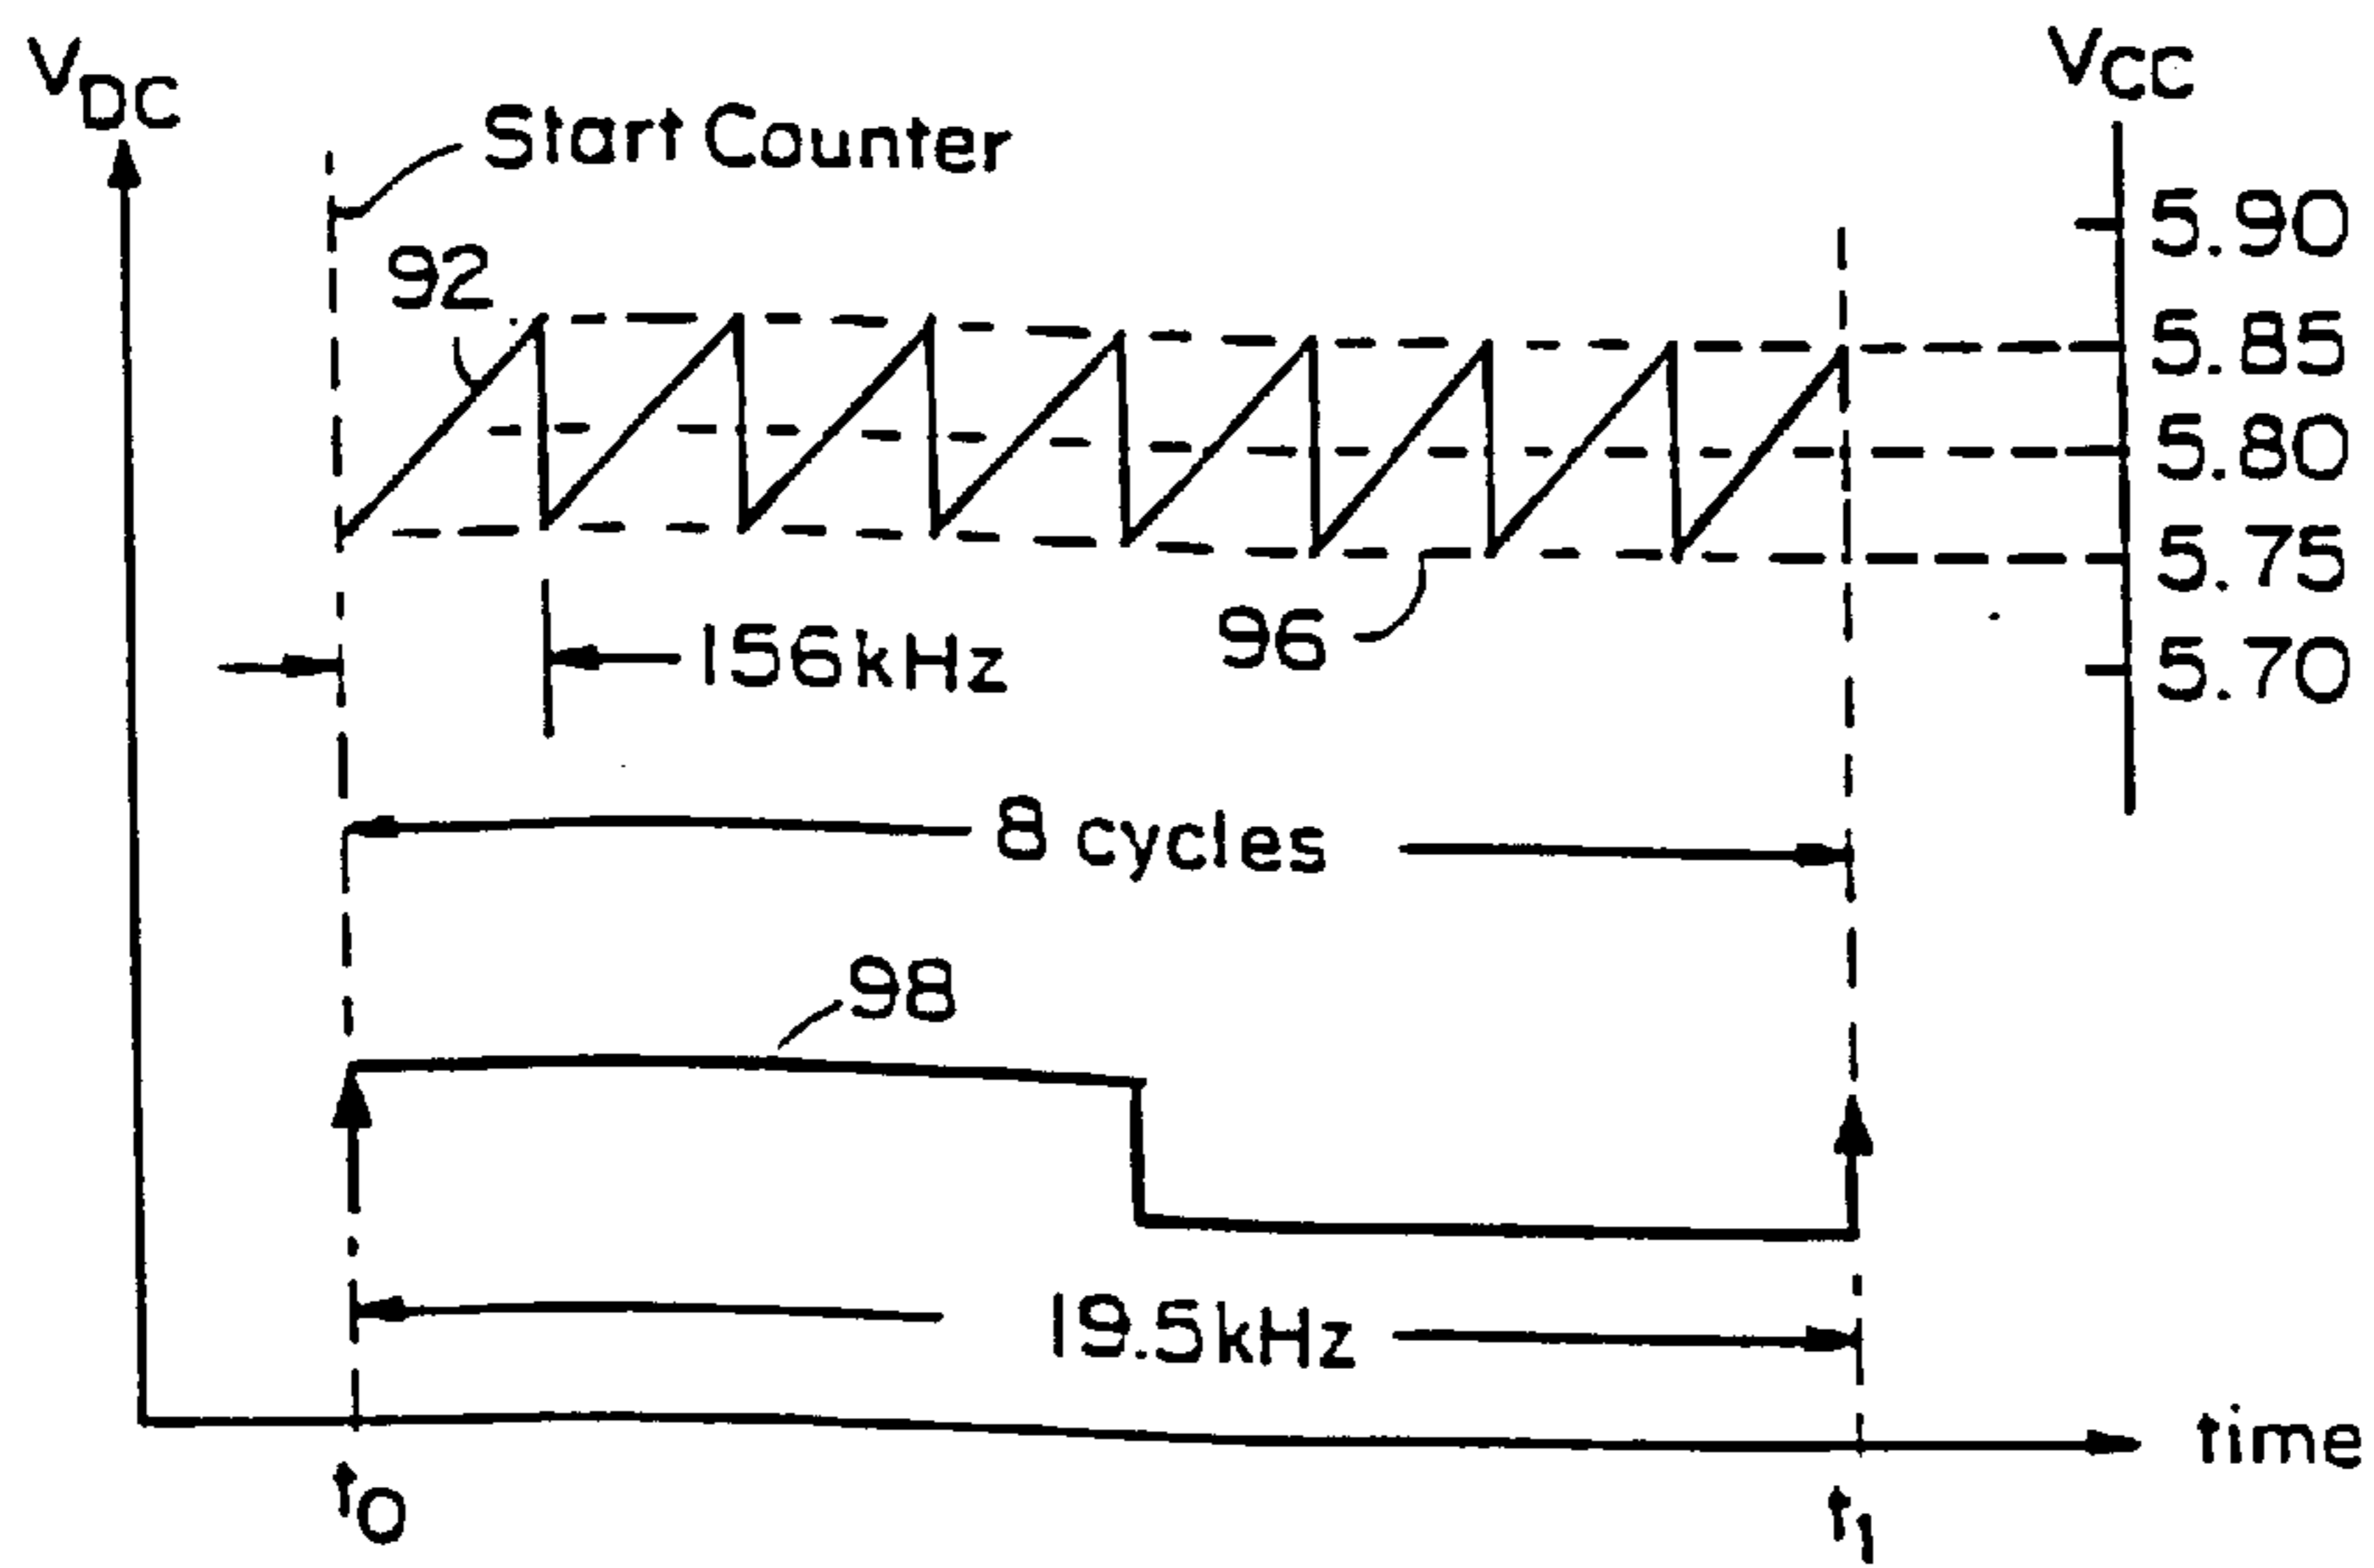 VDC
VCC
Start Counter
5.90
92
5.85
5.80
5.75
96
156kHz
5.70
8 cycles
98
19.5kHz
time
t0
t1